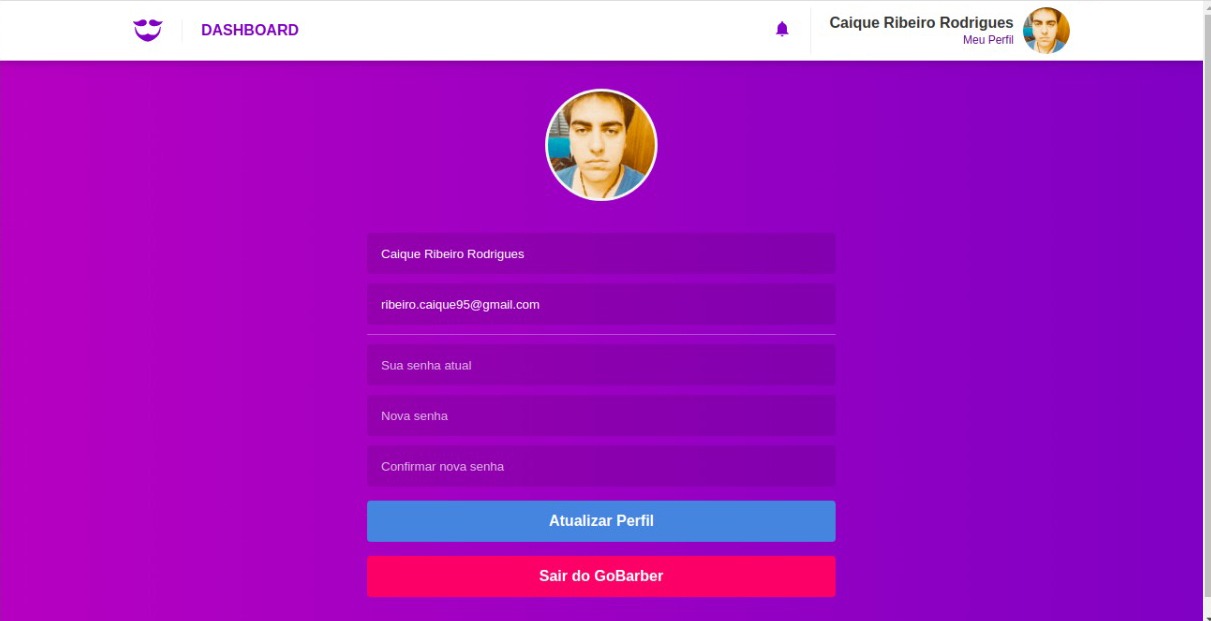 DASHBOARD
Caique Ribeiro Rodrigues
Meu Perfil
Caique Ribeiro Rodrigues
ribeiro.caique95@gmail.com
Sua senha atual
Nova senha
Confirmar nova senha
Atualizar Perfil
Sair do GoBarber